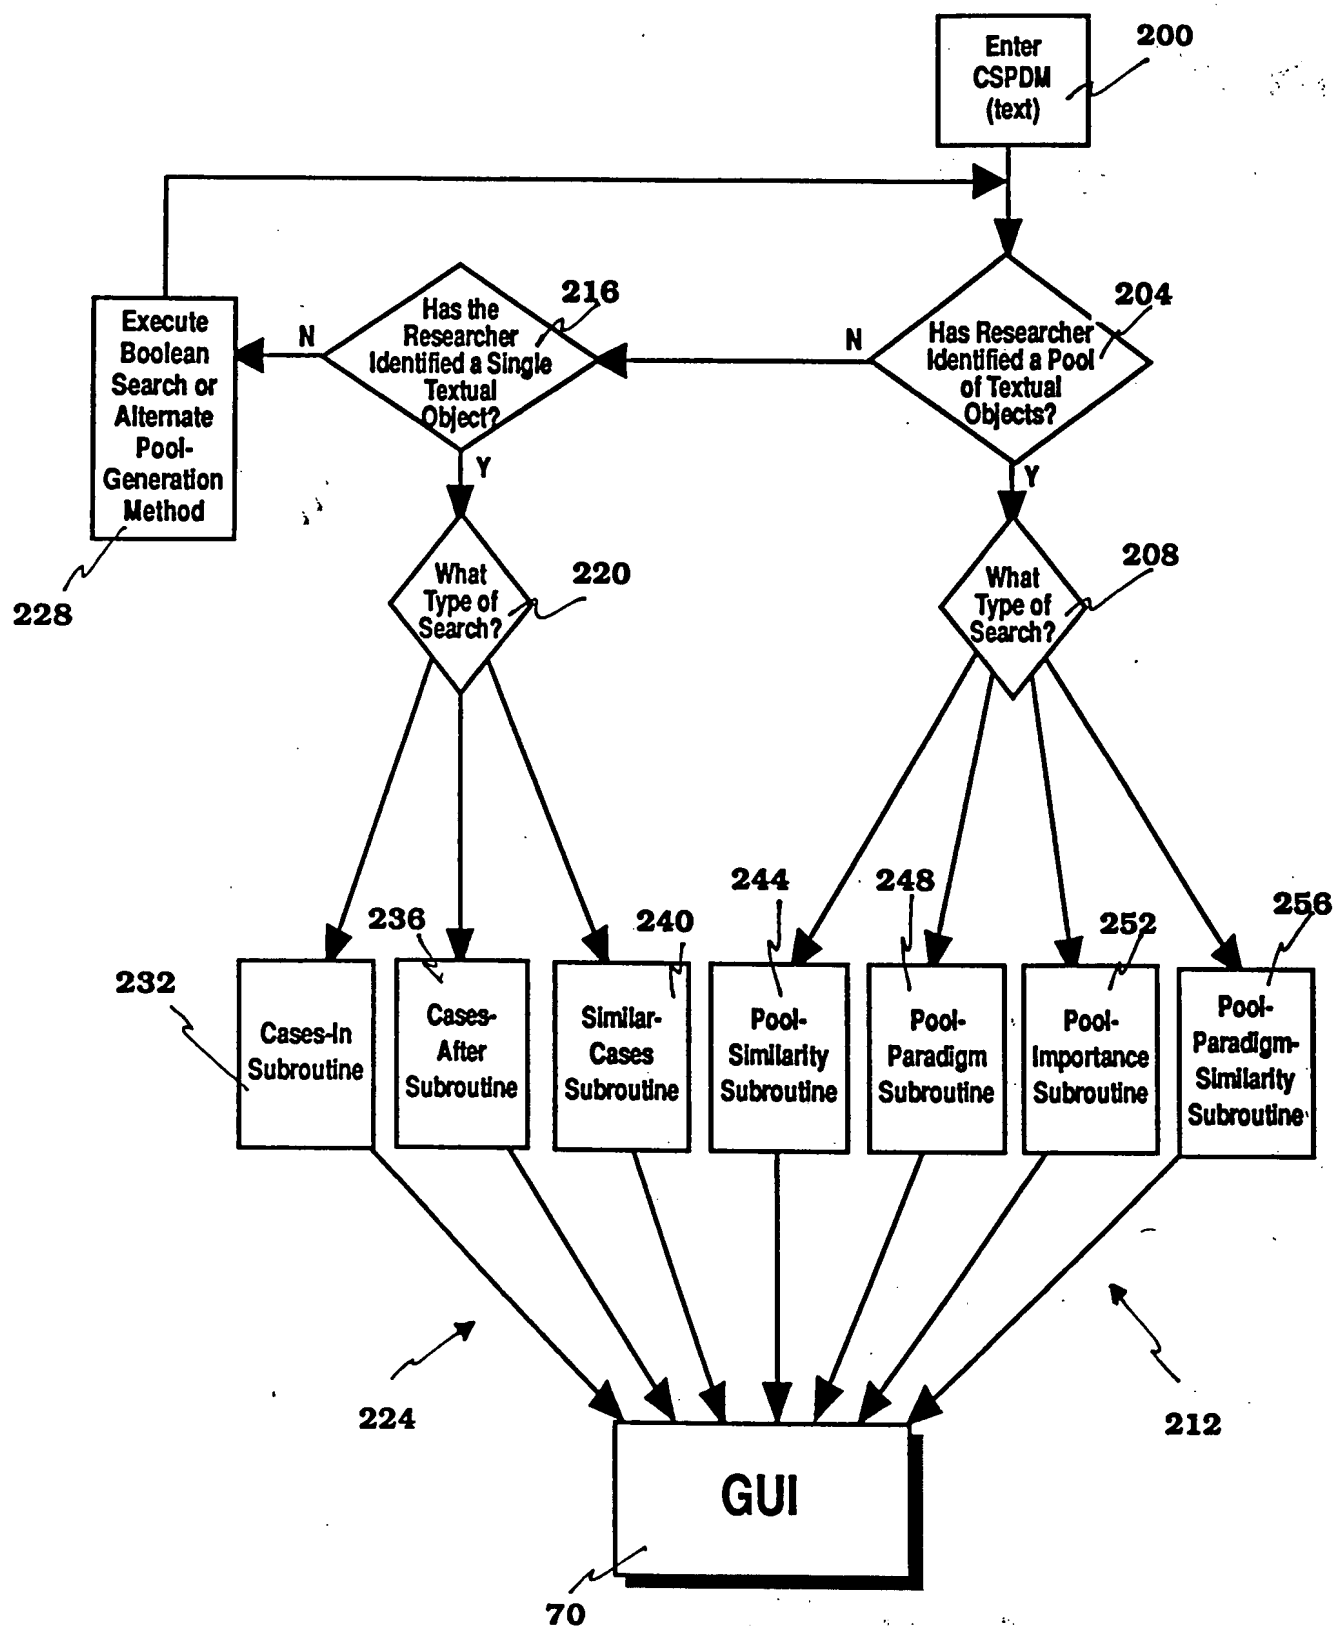 Enter
CSPDM
(text)
200
Has Researcher
Identified a Pool
of Textual
Objects?
204
N
Y
Has the
Researcher
Identified a Single
Textual
Object?
216
N
Y
Execute
Boolean
Search or
Alternate
Pool-
Generation
Method
228
What
Type of
Search?
220
What
Type of
Search?
208
232
Cases-In
Subroutine
236
Cases-
After
Subroutine
240
Similar-
Cases
Subroutine
244
Pool-
Similarity
Subroutine
248
Pool-
Paradigm
Subroutine
252
Pool-
Importance
Subroutine
256
Pool-
Paradigm-
Similarity
Subroutine
224
212
GUI
70